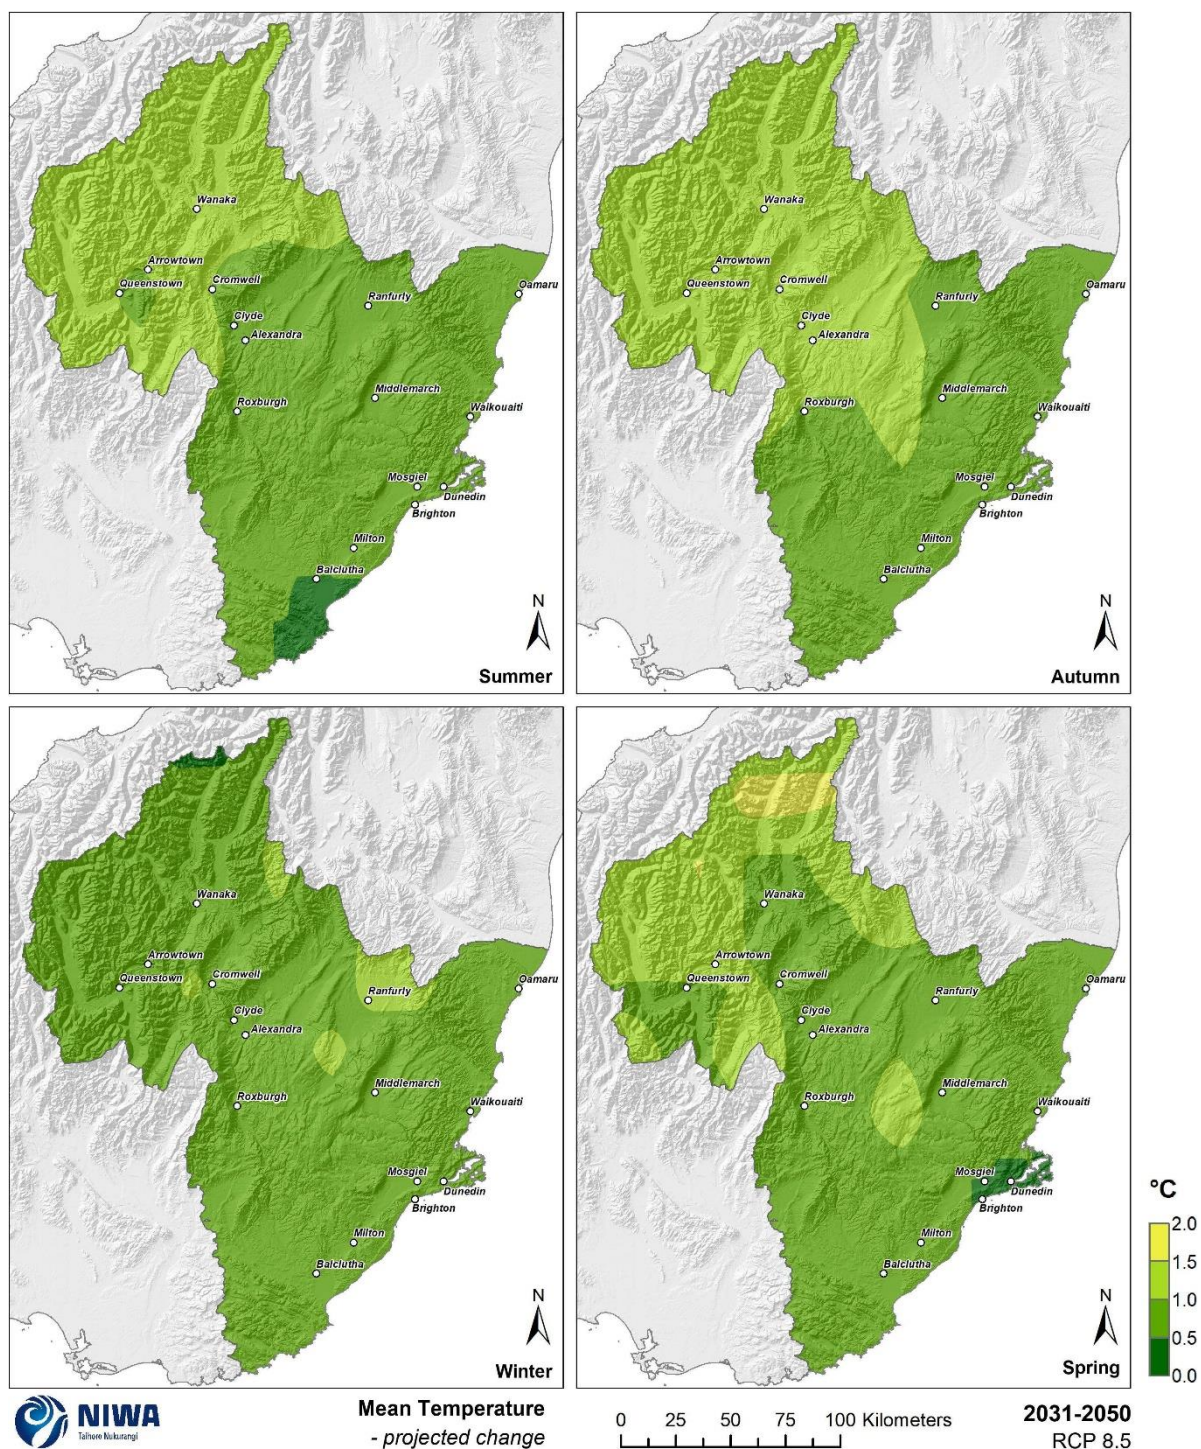 Wanaka
Arrowtown
Queenstown
Cromwell
Clyde
Alexandra
Ranfurly
Oamaru
Middlemarch
Roxburgh
Waikouaiti
Mosgiel
Dunedin
Brighton
Milton
Balclutha
N
Summer
Wanaka
Arrowtown
Queenstown
Cromwell
Clyde
Alexandra
Ranfurly
Oamaru
Middlemarch
Roxburgh
Waikouaiti
Mosgiel
Dunedin
Brighton
Milton
Balclutha
N
Autumn
Wanaka
Arrowtown
Queenstown
Cromwell
Clyde
Alexandra
Ranfurly
Oamaru
Middlemarch
Roxburgh
Waikouaiti
Mosgiel
Dunedin
Brighton
Milton
Balclutha
N
Winter
Wanaka
Arrowtown
Queenstown
Cromwell
Clyde
Alexandra
Ranfurly
Oamaru
Middlemarch
Roxburgh
Waikouaiti
Mosgiel
Dunedin
Brighton
Milton
Balclutha
N
Spring
°C
2.0
1.5
1.0
0.5
0.0
NIWA
Taihoro Nukurangi
Mean Temperature
- projected change
0 25 50 75 100 Kilometers
2031-2050
RCP 8.5